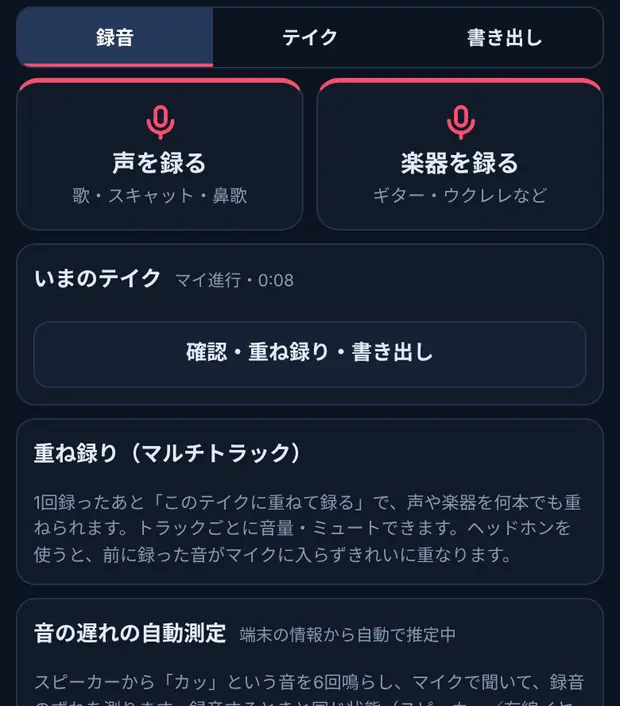 録音
テイク
書き出し
声を録る
歌・スキャット・鼻歌
楽器を録る
ギター・ウクレレなど
いまのテイク マイ進行・0:08
確認・重ね録り・書き出し
重ね録り（マルチトラック）
1回録ったあと「このテイクに重ねて録る」で、声や楽器を何本でも重
ねられます。トラックごとに音量・ミュートできます。ヘッドホンを
使うと、前に録った音がマイクに入らずきれいに重なります。
音の遅れの自動測定 端末の情報から自動で推定中
スピーカーから「カッ」という音を6回鳴らし、マイクで聞いて、録音